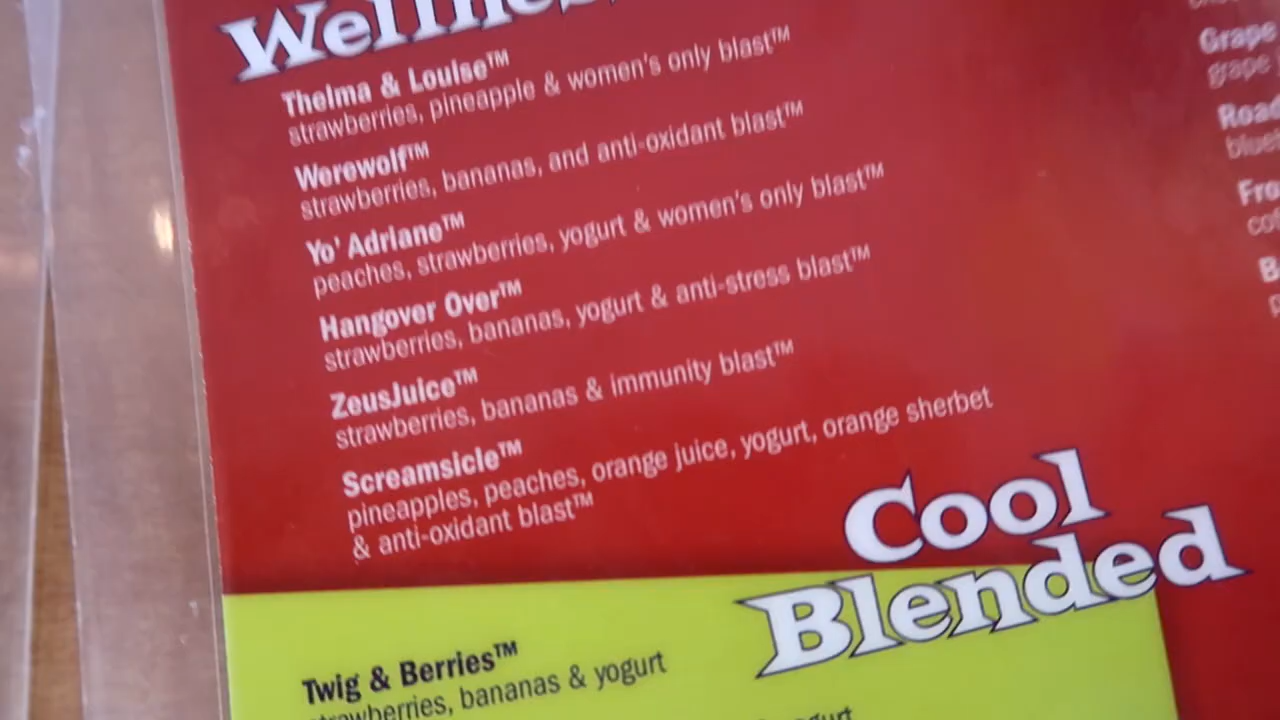 Wellness
Thelma & Louise™
strawberries, pineapple & women's only blast™
Werewolf™
strawberries, bananas, and anti-oxidant blast™
Yo' Adriane™
peaches, strawberries, yogurt & women's only blast™
Hangover Over™
strawberries, bananas, yogurt & anti-stress blast™
ZeusJuice™
strawberries, bananas & immunity blast™
Screamsicle™
pineapples, peaches, orange juice, yogurt, orange sherbet
& anti-oxidant blast™
Cool
Blended
Twig & Berries™
strawberries, bananas & yogurt
Grape
grape